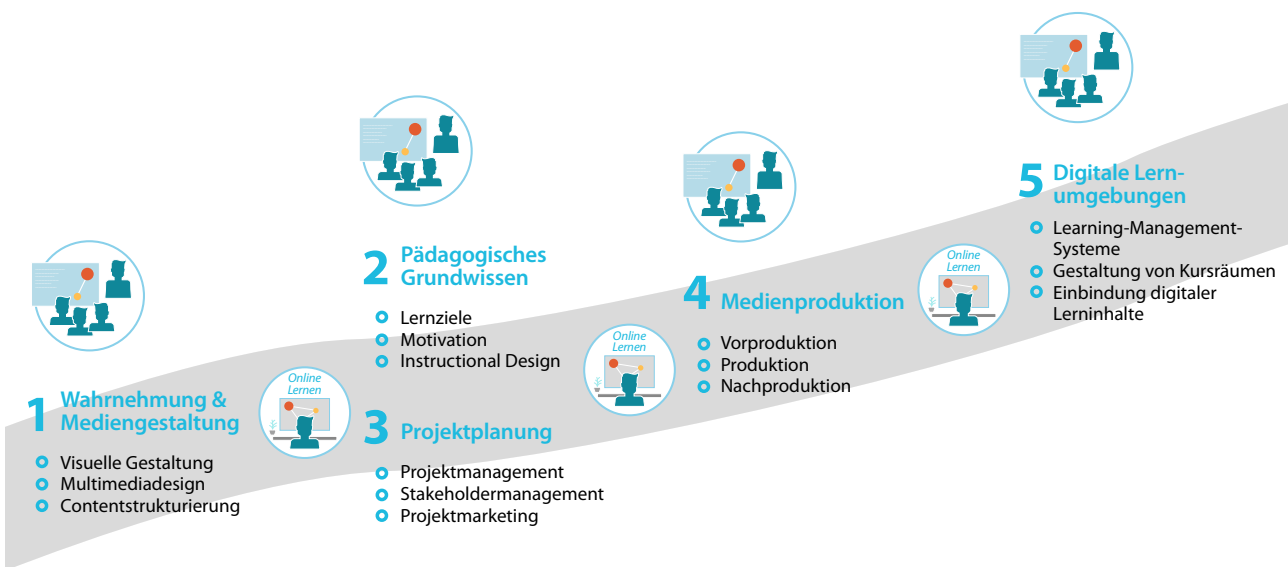 1 Wahrnehmung &
Mediengestaltung
Visuelle Gestaltung
Multimediadesign
Contentstrukturierung
Online
Lernen
2 Pädagogisches
Grundwissen
Lernziele
Motivation
Instructional Design
3 Projektplanung
Projektmanagement
Stakeholdermanagement
Projektmarketing
Online
Lernen
4 Medienproduktion
Vorproduktion
Produktion
Nachproduktion
Online
Lernen
5 Digitale Lern-
umgebungen
Learning-Management-
Systeme
Gestaltung von Kursräumen
Einbindung digitaler
Lerninhalte